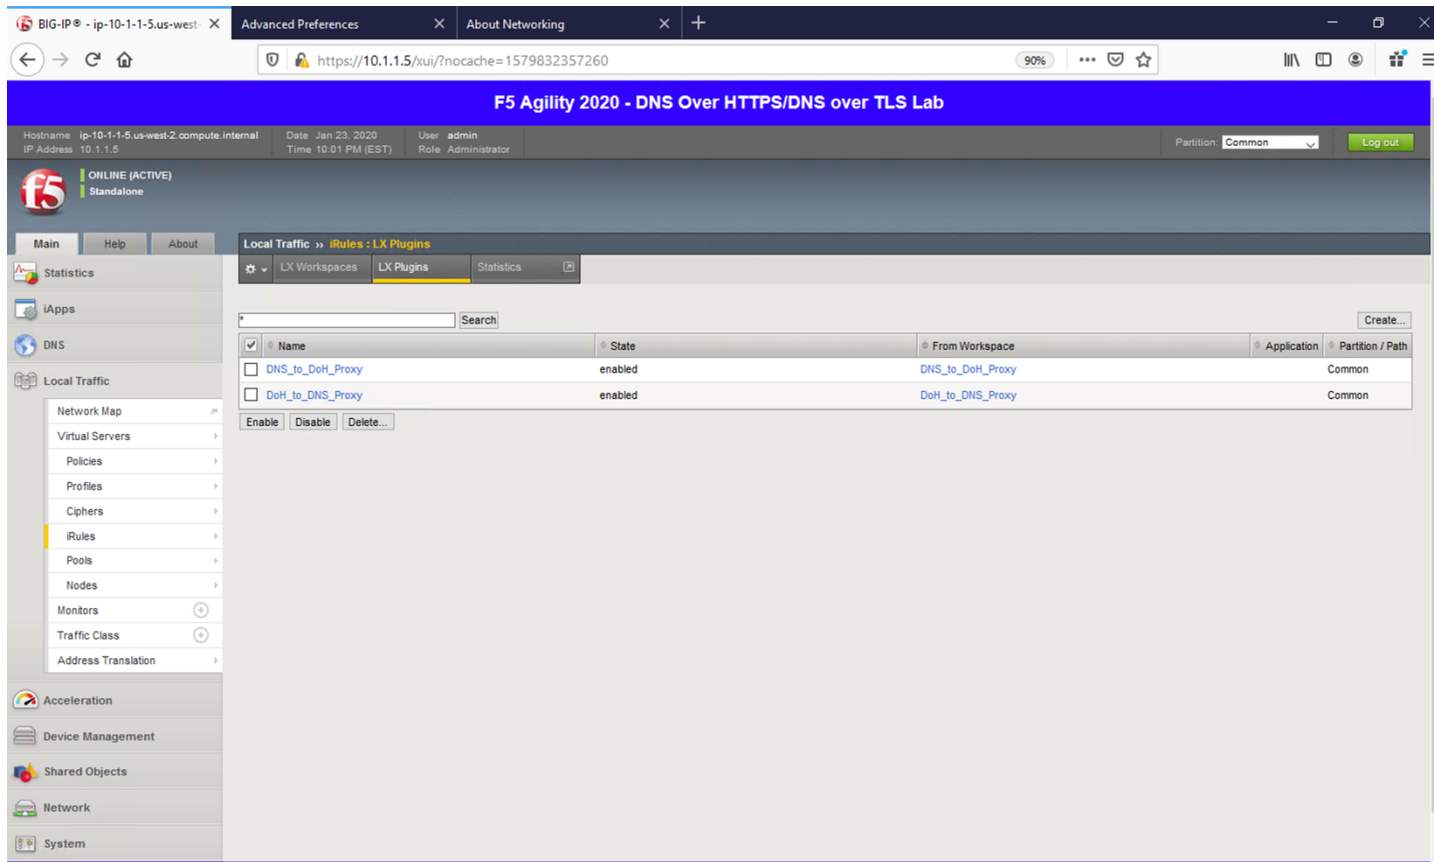 BIG-IP® - ip-10-1-1-5.us-west-
Advanced Preferences
About Networking
https://10.1.1.5/xui/?nocache=1579832357260
90%
F5 Agility 2020 - DNS Over HTTPS/DNS over TLS Lab
Hostname ip-10-1-1-5.us-west-2.compute.internal
IP Address 10.1.1.5
Date Jan 23, 2020
Time 10:01 PM (EST)
User admin
Role Administrator
Partition: Common
Log out
f5
ONLINE (ACTIVE)
Standalone
Main
Help
About
Local Traffic ›› iRules : LX Plugins
LX Workspaces
LX Plugins
Statistics
Statistics
iApps
DNS
Local Traffic
Network Map
Virtual Servers
Policies
Profiles
Ciphers
iRules
Pools
Nodes
Monitors
Traffic Class
Address Translation
Acceleration
Device Management
Shared Objects
Network
System
*
Search
Create...
Name State From Workspace Application Partition / Path
DNS_to_DoH_Proxy enabled DNS_to_DoH_Proxy Common
DoH_to_DNS_Proxy enabled DoH_to_DNS_Proxy Common
Enable Disable Delete...